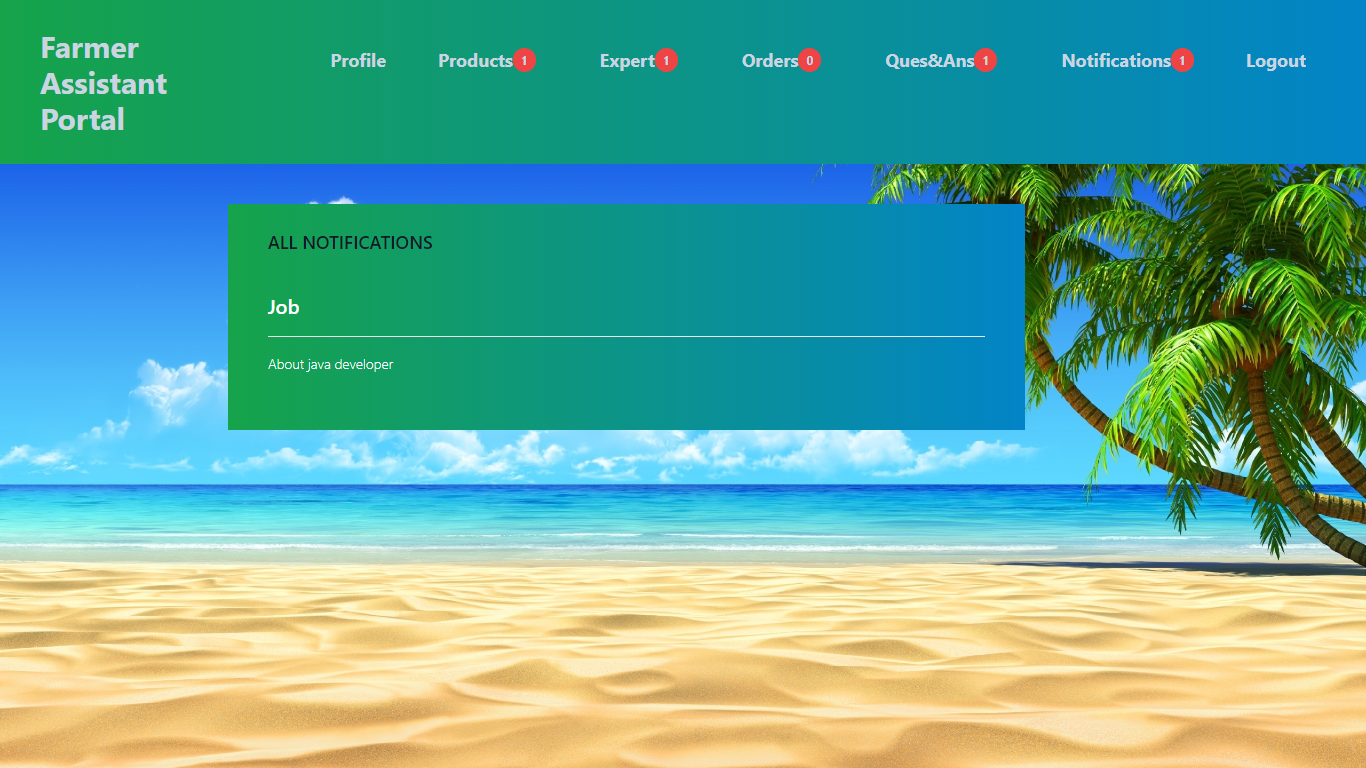 Farmer
Assistant
Portal
Profile Products 1 Expert 1 Orders 0 Ques&Ans 1 Notifications 1 Logout
ALL NOTIFICATIONS
Job
About java developer